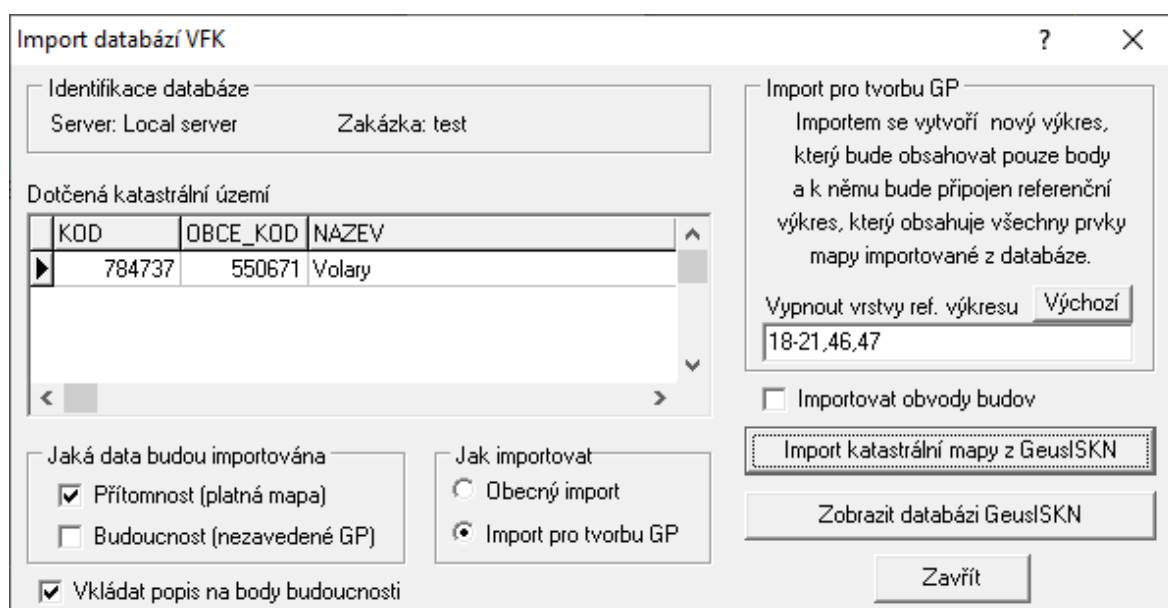 Import databází VFK
?
Identifikace databáze
Server: Local server Zakázka: test
Dotčená katastrální území
KOD OBCE_KOD NAZEV
784737 550671 Volary
Jaká data budou importována
Přítomnost (platná mapa)
Budoucnost (nezavedené GP)
Vkládat popis na body budoucnosti
Jak importovat
Obecný import
Import pro tvorbu GP
Import pro tvorbu GP
Importem se vytvoří nový výkres,
který bude obsahovat pouze body
a k němu bude připojen referenční
výkres, který obsahuje všechny prvky
mapy importované z databáze.
Vypnout vrstvy ref. výkresu Výchozí
18-21,46,47
Importovat obvody budov
Import katastrální mapy z GeusISKN
Zobrazit databázi GeusISKN
Zavřít